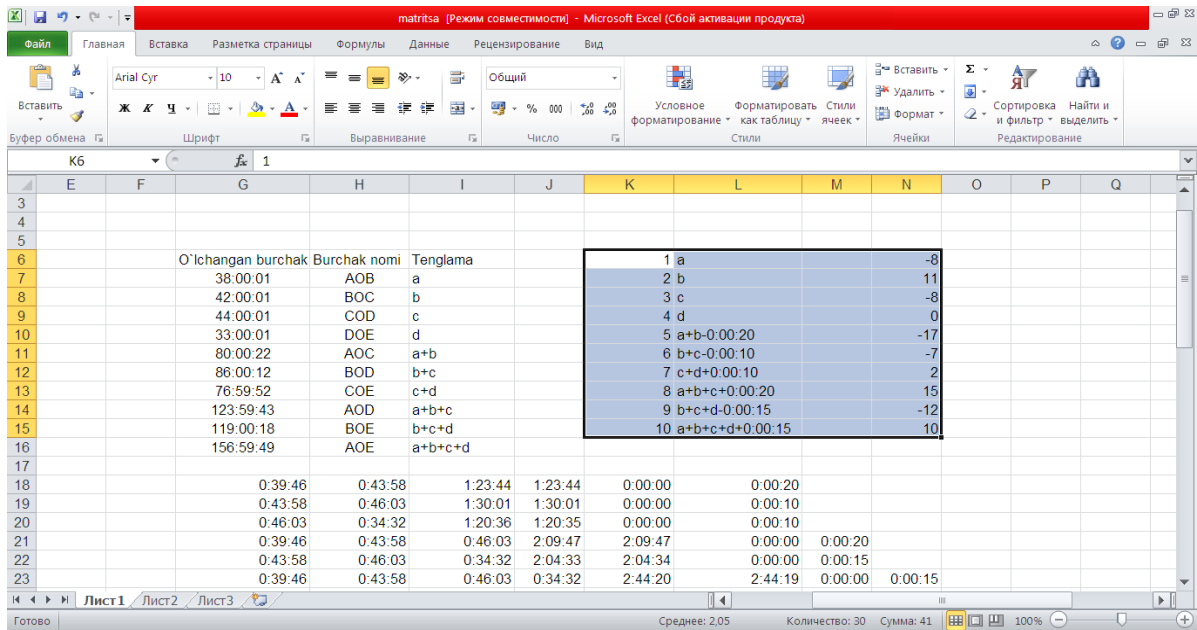 matritsa [Режим совместимости] - Microsoft Excel (Сбой активации продукта)
Файл Главная Вставка Разметка страницы Формулы Данные Рецензирование Вид
Вставить
Arial Cyr 10 А А
Ж К Ч А
Общий
% 000
Условное форматирование
Форматировать как таблицу
Стили ячеек
Вставить
Удалить
Формат
Сортировка и фильтр
Найти и выделить
Буфер обмена Шрифт Выравнивание Число Стили Ячейки Редактирование
K6 fx 1
E F G H I J K L M N O P Q
3
4
5
6 O`lchangan burchak Burchak nomi Tenglama 1 a -8
7 38:00:01 AOB a 2 b 11
8 42:00:01 BOC b 3 c -8
9 44:00:01 COD c 4 d 0
10 33:00:01 DOE d 5 a+b-0:00:20 -17
11 80:00:22 AOC a+b 6 b+c-0:00:10 -7
12 86:00:12 BOD b+c 7 c+d+0:00:10 2
13 76:59:52 COE c+d 8 a+b+c+0:00:20 15
14 123:59:43 AOD a+b+c 9 b+c+d-0:00:15 -12
15 119:00:18 BOE b+c+d 10 a+b+c+d+0:00:15 10
16 156:59:49 AOE a+b+c+d
17
18 0:39:46 0:43:58 1:23:44 1:23:44 0:00:00 0:00:20
19 0:43:58 0:46:03 1:30:01 1:30:01 0:00:00 0:00:10
20 0:46:03 0:34:32 1:20:36 1:20:35 0:00:00 0:00:10
21 0:39:46 0:43:58 0:46:03 2:09:47 2:09:47 0:00:00 0:00:20
22 0:43:58 0:46:03 0:34:32 2:04:33 2:04:34 0:00:00 0:00:15
23 0:39:46 0:43:58 0:46:03 0:34:32 2:44:20 2:44:19 0:00:00 0:00:15
Лист1 Лист2 Лист3
Готово Среднее: 2,05 Количество: 30 Сумма: 41 100%